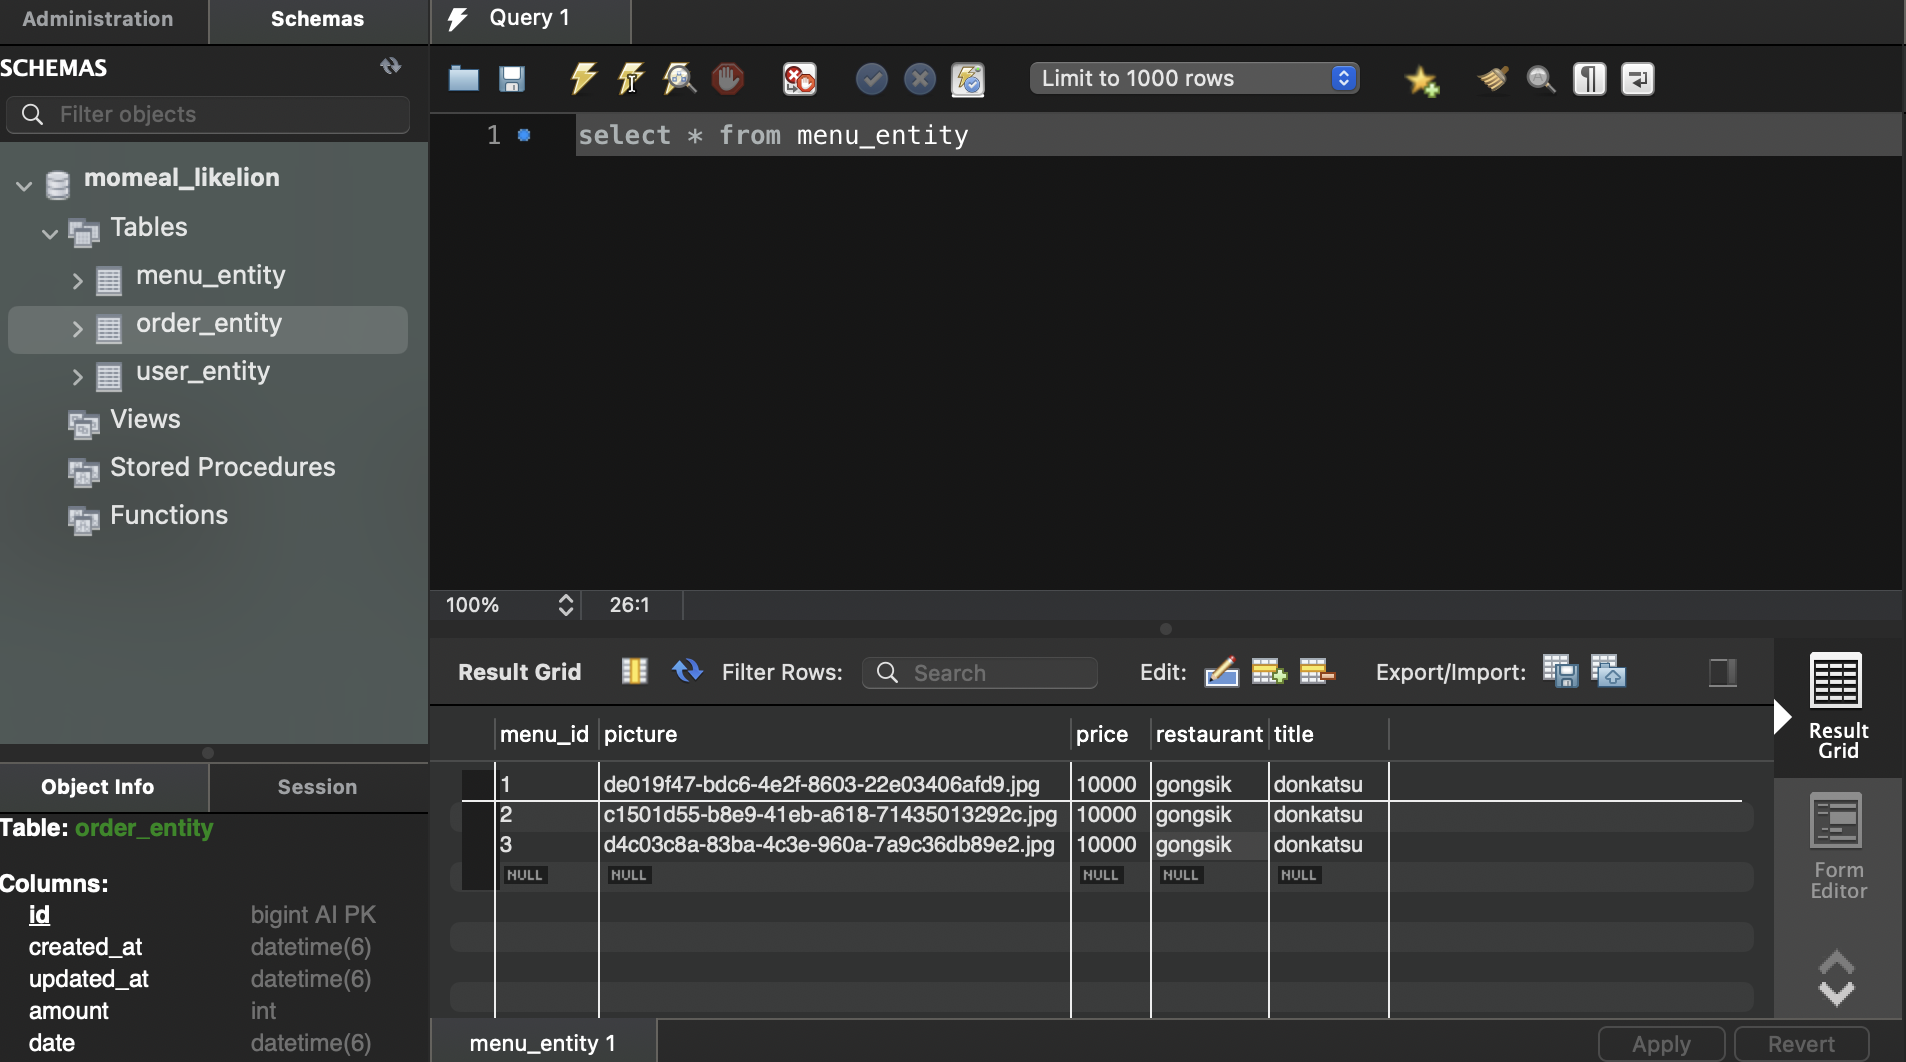 Administration
Schemas
Query 1
SCHEMAS
Filter objects
Limit to 1000 rows
1 select * from menu_entity
momeal_likelion
Tables
menu_entity
order_entity
user_entity
Views
Stored Procedures
Functions
100% 26:1
Result Grid Filter Rows: Search Edit: Export/Import:
Result
Grid
Form
Editor
menu_id picture price restaurant title
1 de019f47-bdc6-4e2f-8603-22e03406afd9.jpg 10000 gongsik donkatsu
2 c1501d55-b8e9-41eb-a618-71435013292c.jpg 10000 gongsik donkatsu
3 d4c03c8a-83ba-4c3e-960a-7a9c36db89e2.jpg 10000 gongsik donkatsu
NULL NULL NULL NULL NULL
Object Info Session
Table: order_entity
Columns:
id bigint AI PK
created_at datetime(6)
updated_at datetime(6)
amount int
date datetime(6)
menu_entity 1
Apply Revert